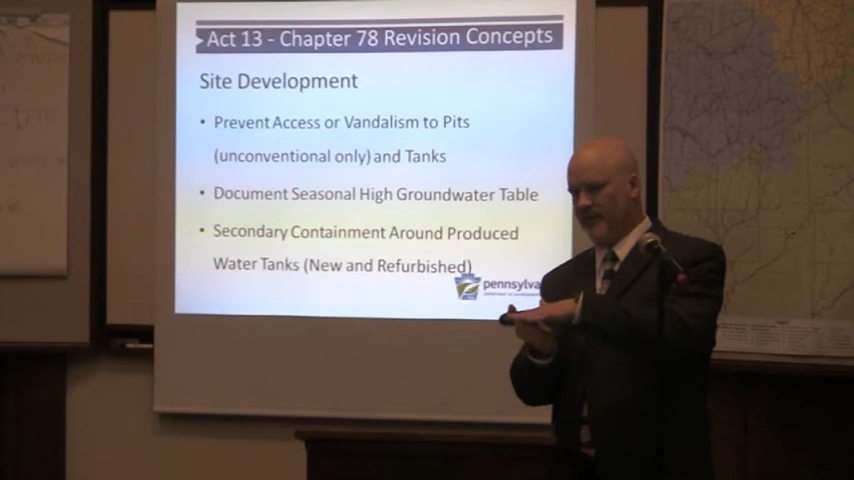 Act 13 - Chapter 78 Revision Concepts
Site Development
• Prevent Access or Vandalism to Pits
(unconventional only) and Tanks
• Document Seasonal High Groundwater Table
• Secondary Containment Around Produced
Water Tanks (New and Refurbished)
pennsylva